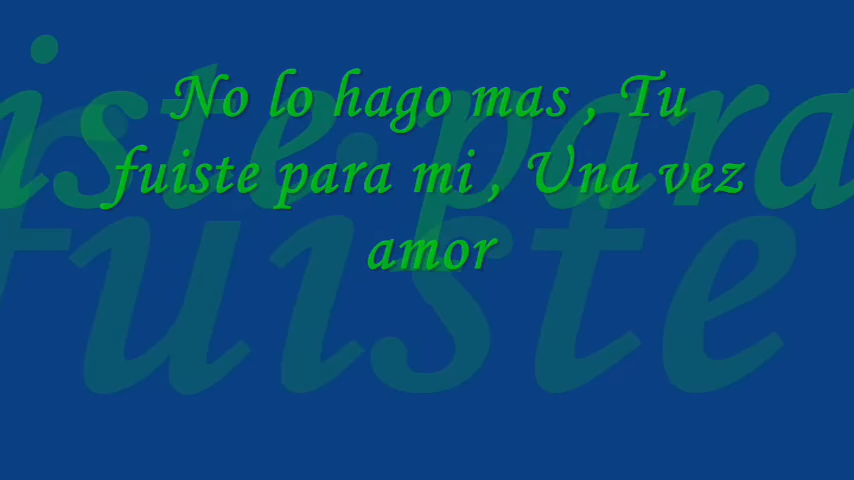 No lo hago mas , Tu
fuiste para mi , Una vez
amor
iste para
fuiste